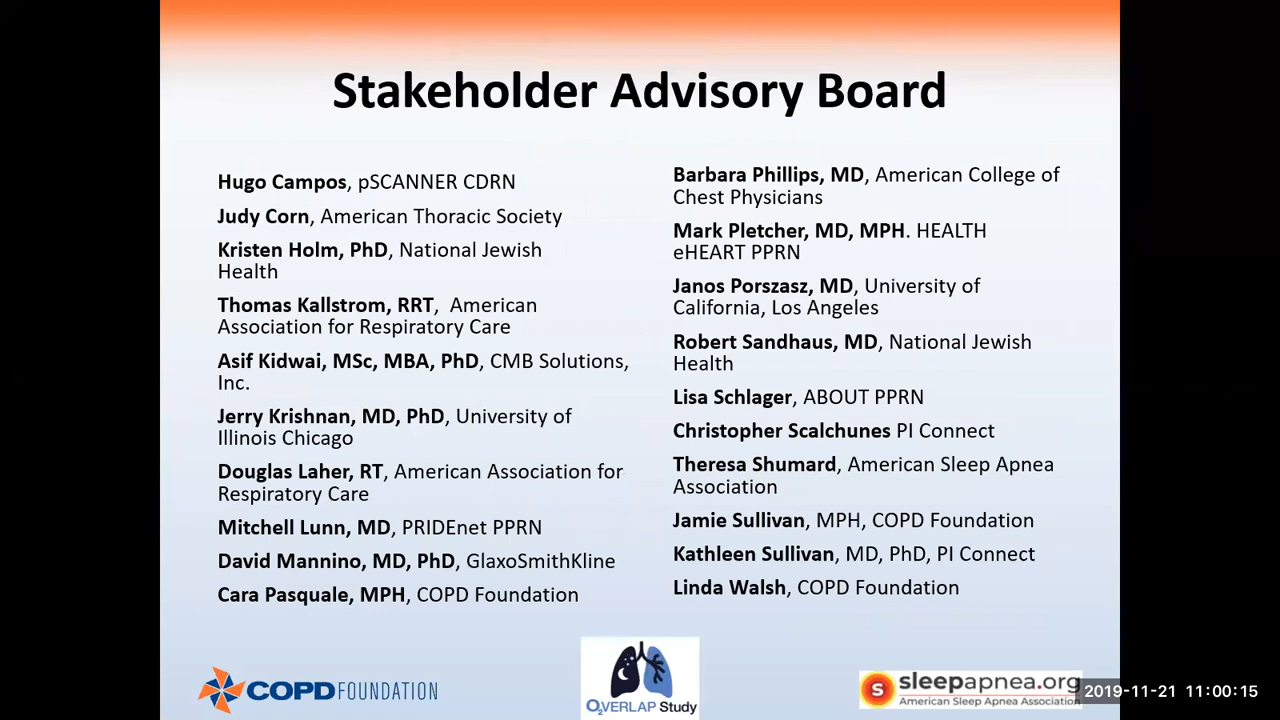 Stakeholder Advisory Board
Hugo Campos, pSCANNER CDRN
Judy Corn, American Thoracic Society
Kristen Holm, PhD, National Jewish
Health
Thomas Kallstrom, RRT, American
Association for Respiratory Care
Asif Kidwai, MSc, MBA, PhD, CMB Solutions,
Inc.
Jerry Krishnan, MD, PhD, University of
Illinois Chicago
Douglas Laher, RT, American Association for
Respiratory Care
Mitchell Lunn, MD, PRIDEnet PPRN
David Mannino, MD, PhD, GlaxoSmithKline
Cara Pasquale, MPH, COPD Foundation
Barbara Phillips, MD, American College of
Chest Physicians
Mark Pletcher, MD, MPH. HEALTH
eHEART PPRN
Janos Porszasz, MD, University of
California, Los Angeles
Robert Sandhaus, MD, National Jewish
Health
Lisa Schlager, ABOUT PPRN
Christopher Scalchunes PI Connect
Theresa Shumard, American Sleep Apnea
Association
Jamie Sullivan, MPH, COPD Foundation
Kathleen Sullivan, MD, PhD, PI Connect
Linda Walsh, COPD Foundation
COPD FOUNDATION
O2VERLAP Study
S
sleepapnea.org
American Sleep Apnea Association
2019-11-21 11:00:15